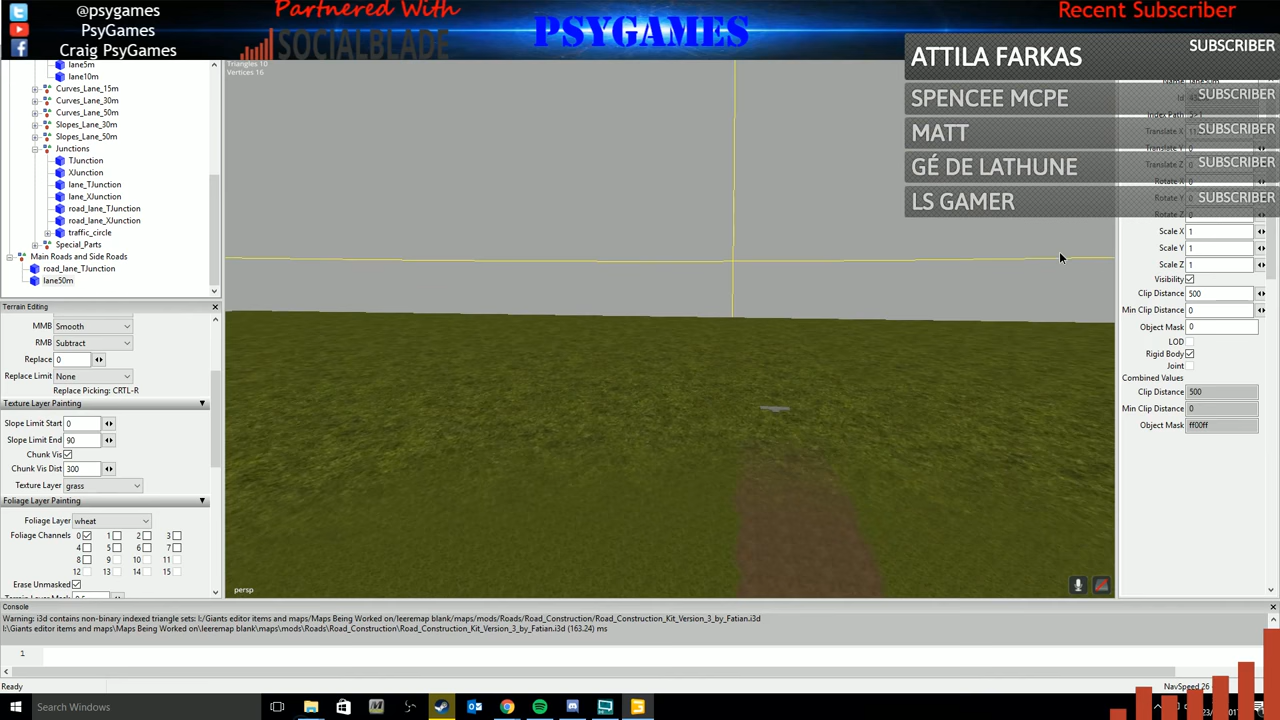 @psygames
PsyGames
Craig PsyGames
Partnered With
SOCIALBLADE
PSYGAMES
Recent Subscriber
ATTILA FARKAS SUBSCRIBER
SPENCEE MCPE SUBSCRIBER
MATT SUBSCRIBER
GÉ DE LATHUNE SUBSCRIBER
LS GAMER SUBSCRIBER
lane5m
lane10m
Curves_Lane_15m
Curves_Lane_30m
Curves_Lane_50m
Slopes_Lane_30m
Slopes_Lane_50m
Junctions
TJunction
XJunction
lane_TJunction
lane_XJunction
road_lane_TJunction
road_lane_XJunction
traffic_circle
Special_Parts
Main Roads and Side Roads
road_lane_TJunction
lane50m
Terrain Editing
MMB Smooth
RMB Subtract
Replace 0
Replace Limit None
Replace Picking: CRTL-R
Texture Layer Painting
Slope Limit Start 0
Slope Limit End 90
Chunk Vis
Chunk Vis Dist 300
Texture Layer grass
Foliage Layer Painting
Foliage Layer wheat
Foliage Channels 0 1 2 3
4 5 6 7
8 9 10 11
12 13 14 15
Erase Unmasked
Triangles 10
Vertices 16
persp
Translate X
Translate Z
Rotate X
Scale X 1
Scale Y 1
Scale Z 1
Visibility
Clip Distance 500
Min Clip Distance 0
Object Mask 0
LOD
Rigid Body
Joint
Combined Values
Clip Distance 500
Min Clip Distance 0
Object Mask ff00ff
Console
Warning: i3d contains non-binary indexed triangle sets: I:/Giants editor items and maps/Maps Being Worked on/leeremap blank/maps/mods/Roads/Road_Construction/Road_Construction_Kit_Version_3_by_Fatian.i3d
I:\Giants editor items and maps\Maps Being Worked on\leeremap blank\maps\mods\Roads\Road_Construction\Road_Construction_Kit_Version_3_by_Fatian.i3d (163.24) ms
1
Ready
NavSpeed 26
Search Windows